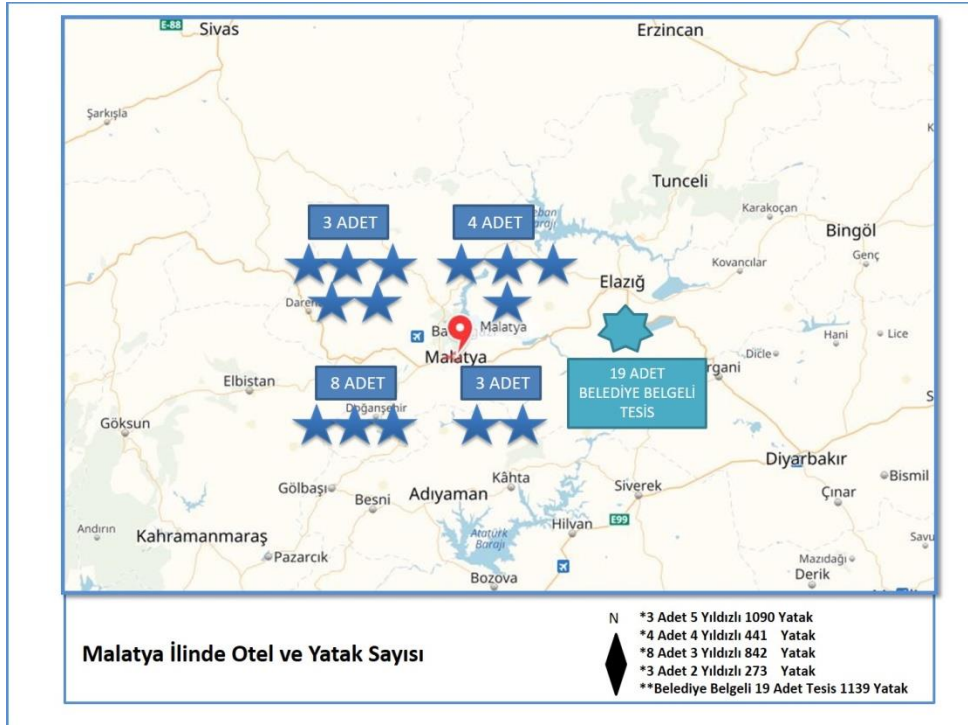 E-88
Sivas
Erzincan
Şarkışla
Tunceli
Karakoçan
3 ADET
4 ADET
Bingöl
Kovancılar
Genç
Elazığ
Malatya
Hani
Lice
Malatya
Dicle
19 ADET
BELEDİYE BELGELİ
TESİS
Elbistan
8 ADET
3 ADET
Doğanşehir
Göksun
Diyarbakır
Bismil
Kâhta
Gölbaşı
Siverek
Adıyaman
Besni
Çınar
E99
Andırın
Hilvan
Kahramanmaraş
Atatürk
Barajı
Pazarcık
Mazıdağı
Bozova
Derik
Malatya İlinde Otel ve Yatak Sayısı
N
*3 Adet 5 Yıldızlı 1090 Yatak
*4 Adet 4 Yıldızlı 441 Yatak
*8 Adet 3 Yıldızlı 842 Yatak
*3 Adet 2 Yıldızlı 273 Yatak
**Belediye Belgeli 19 Adet Tesis 1139 Yatak